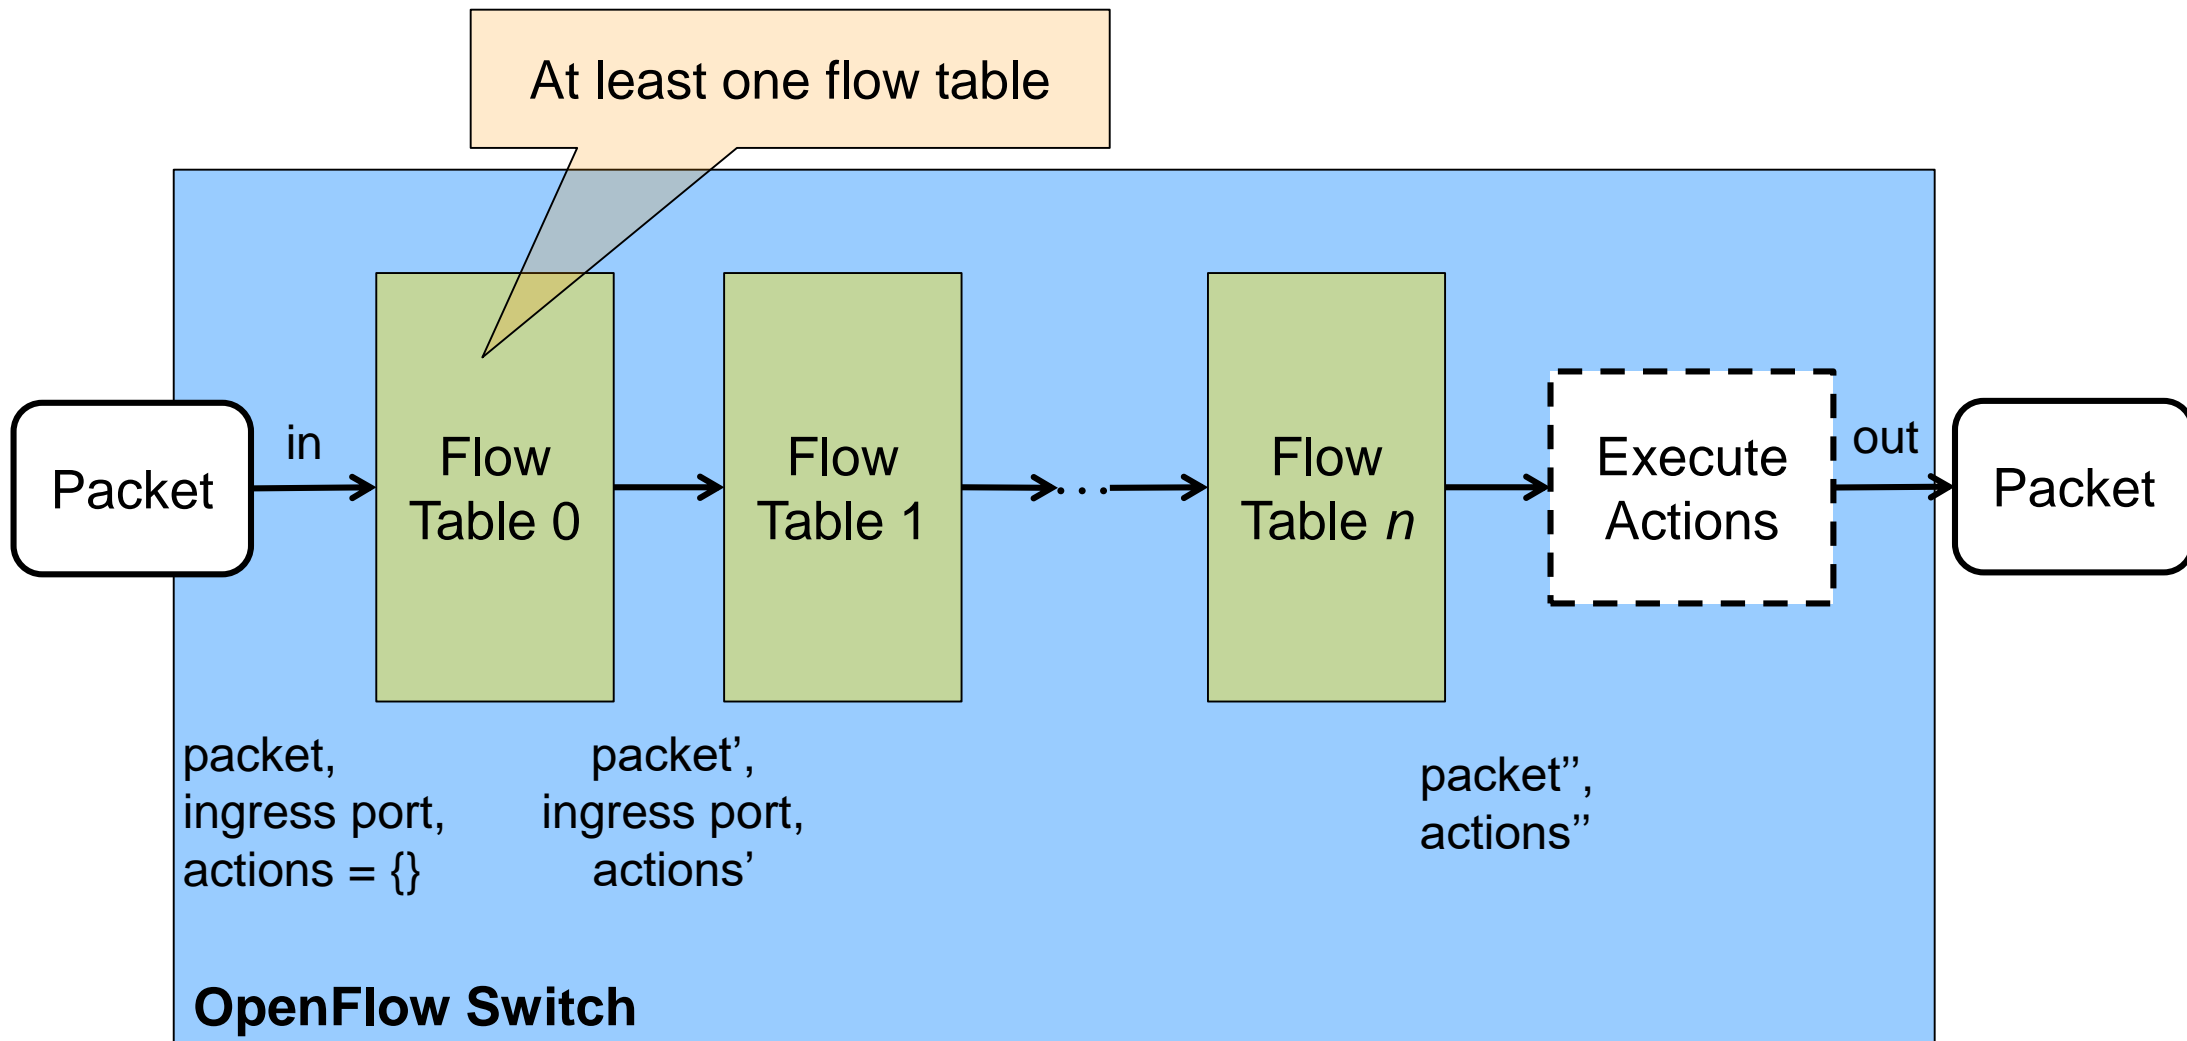 At least one flow table
Packet
in
Flow
Table 0
Flow
Table 1
. . .
Flow
Table n
Execute
Actions
out
Packet
packet,
ingress port,
actions = {}
packet’,
ingress port,
actions’
packet’’,
actions’’
OpenFlow Switch